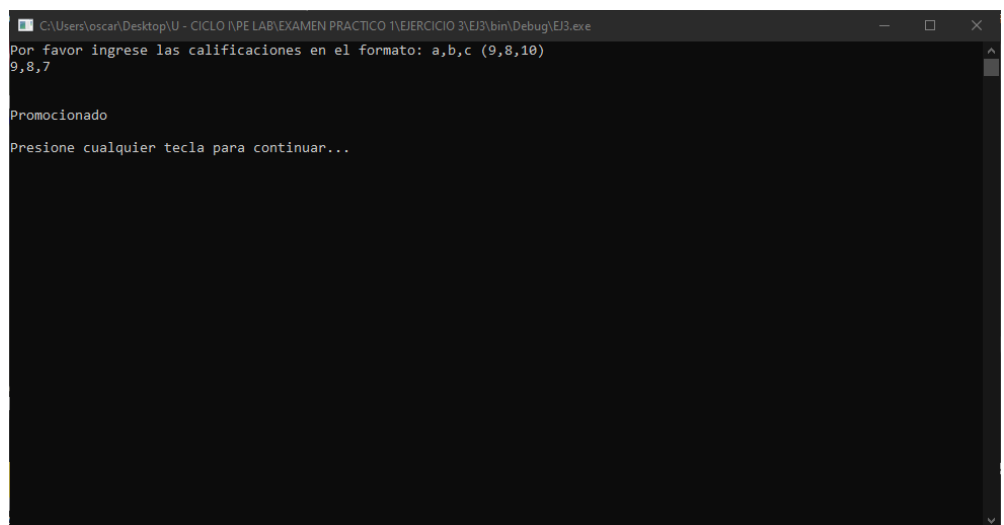 C:\Users\oscar\Desktop\U - CICLO I\PE LAB\EXAMEN PRACTICO 1\EJERCICIO 3\EJ3\bin\Debug\EJ3.exe
Por favor ingrese las calificaciones en el formato: a,b,c (9,8,10)
9,8,7
Promocionado
Presione cualquier tecla para continuar...